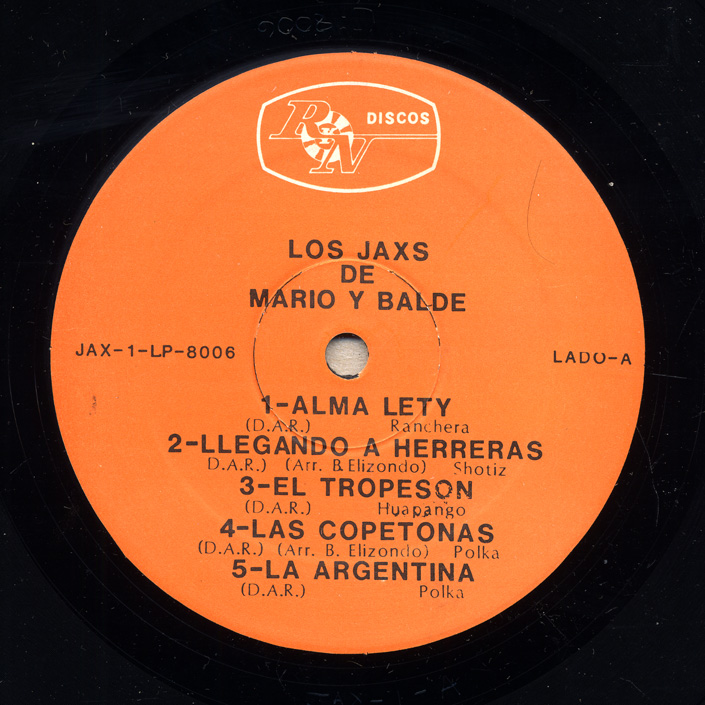 RN DISCOS
LOS JAXS
DE
MARIO Y BALDE
JAX-1-LP-8006
LADO-A
1-ALMA LETY
(D.A.R.) Ranchera
2-LLEGANDO A HERRERAS
D.A.R.) (Arr. B. Elizondo) Shotiz
3-EL TROPESON
(D.A.R.) Huapango
4-LAS COPETONAS
(D.A.R.) (Arr. B. Elizondo) Polka
5-LA ARGENTINA
(D.A.R.) Polka